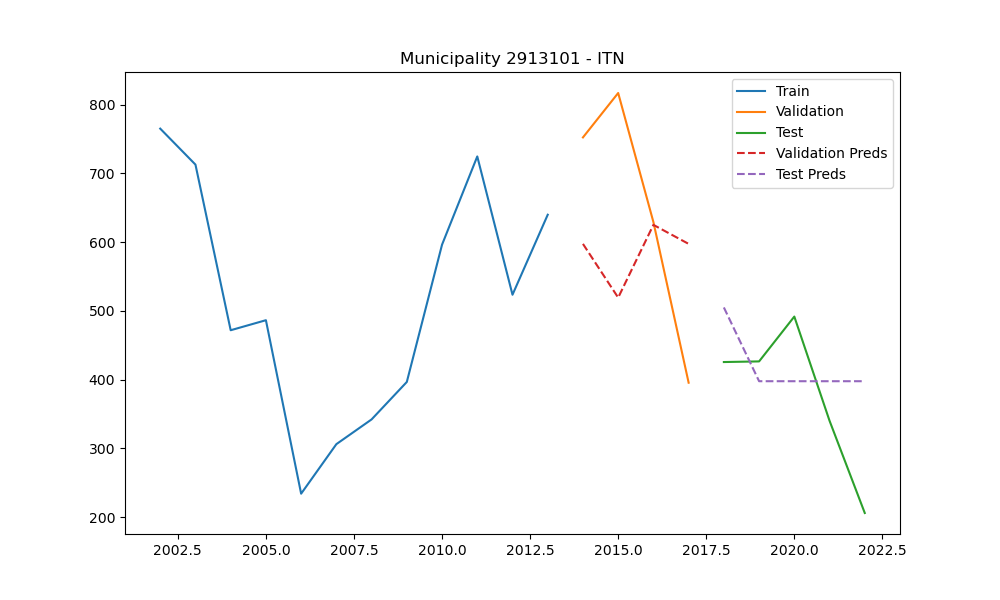 Municipality 2913101 - ITN
Train
Validation
Test
Validation Preds
Test Preds
800
700
600
500
400
300
200
2002.5 2005.0 2007.5 2010.0 2012.5 2015.0 2017.5 2020.0 2022.5